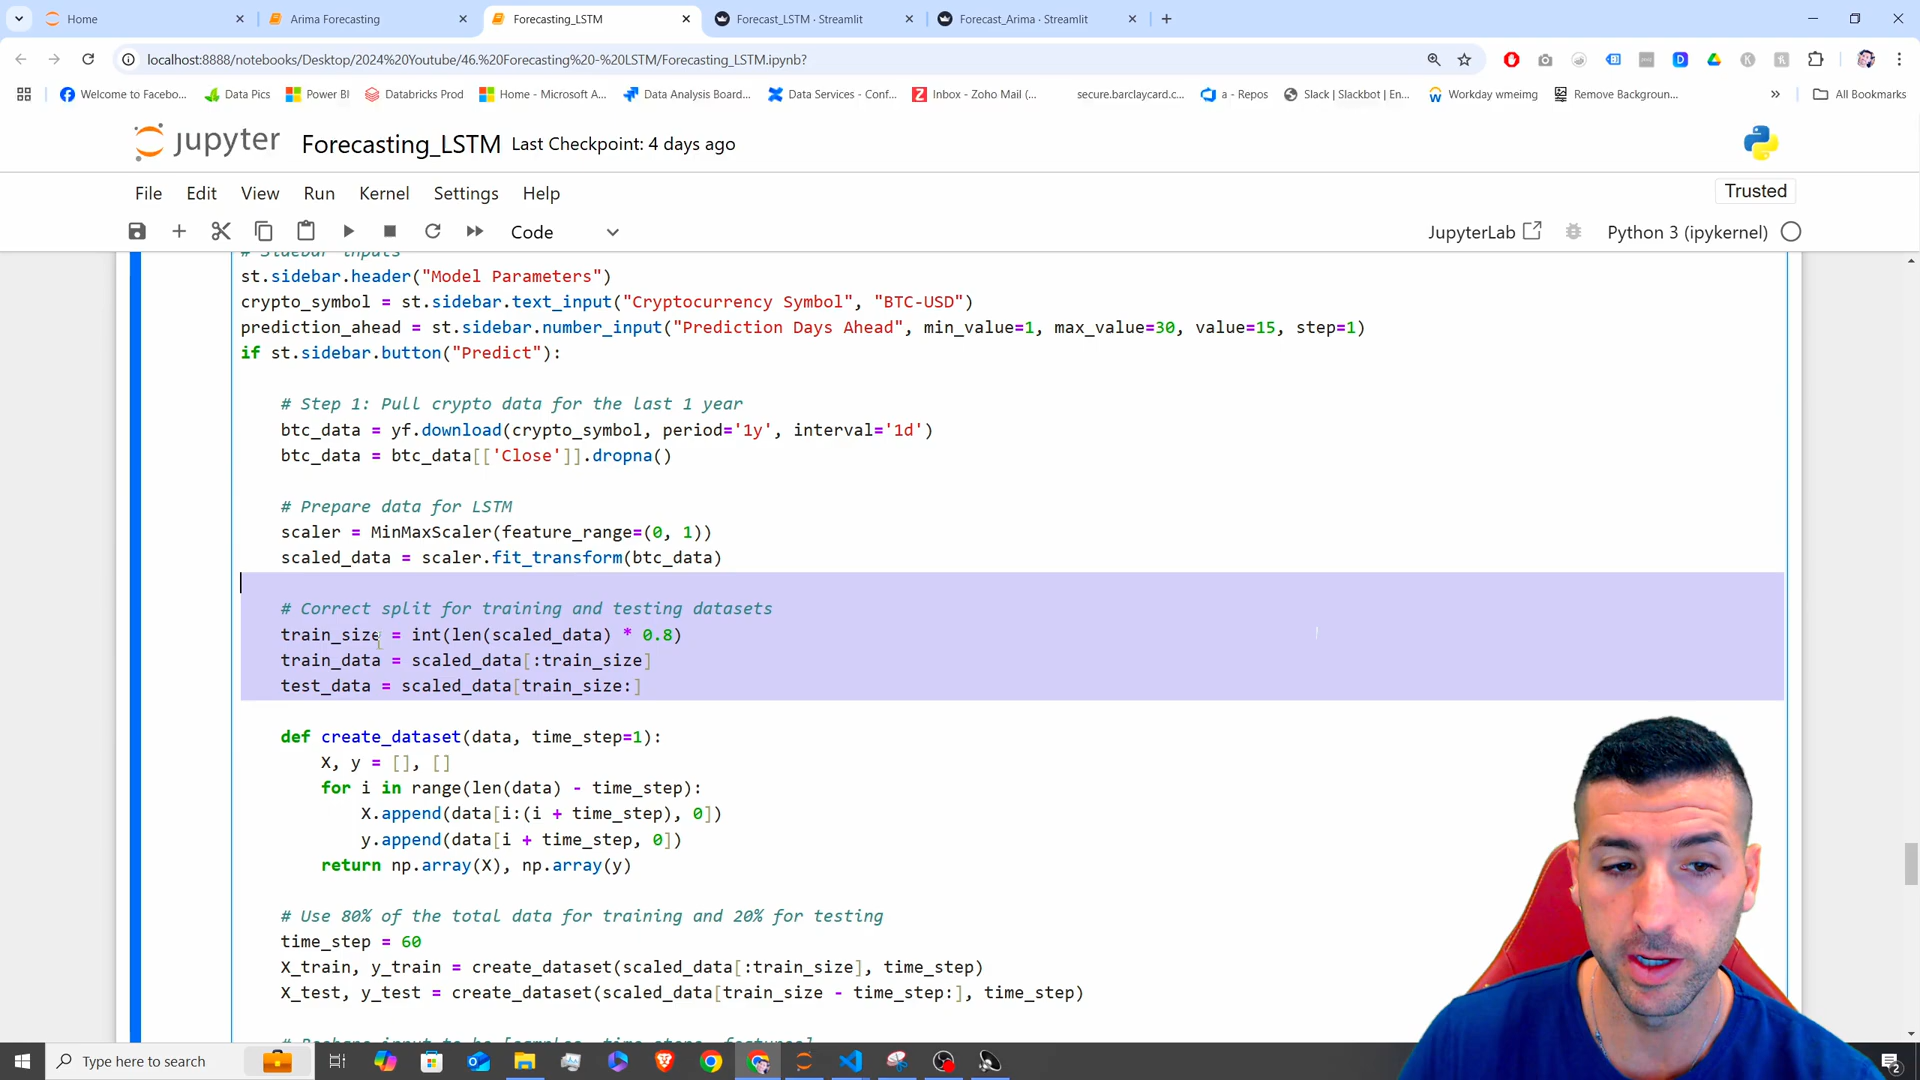 Home
Arima Forecasting
Forecasting_LSTM
Forecast_LSTM · Streamlit
Forecast_Arima · Streamlit
localhost:8888/notebooks/Desktop/2024%20Youtube/46.%20Forecasting%20-%20LSTM/Forecasting_LSTM.ipynb?
Welcome to Facebo...
Data Pics
Power BI
Databricks Prod
Home - Microsoft A...
Data Analysis Board...
Data Services - Conf...
Inbox - Zoho Mail (...
secure.barclaycard.c...
a - Repos
Slack | Slackbot | En...
Workday wmeimg
Remove Backgroun...
All Bookmarks
jupyter Forecasting_LSTM Last Checkpoint: 4 days ago
File Edit View Run Kernel Settings Help
Trusted
Code
JupyterLab
Python 3 (ipykernel)
# Sidebar inputs
st.sidebar.header("Model Parameters")
crypto_symbol = st.sidebar.text_input("Cryptocurrency Symbol", "BTC-USD")
prediction_ahead = st.sidebar.number_input("Prediction Days Ahead", min_value=1, max_value=30, value=15, step=1)
if st.sidebar.button("Predict"):
# Step 1: Pull crypto data for the last 1 year
btc_data = yf.download(crypto_symbol, period='1y', interval='1d')
btc_data = btc_data[['Close']].dropna()
# Prepare data for LSTM
scaler = MinMaxScaler(feature_range=(0, 1))
scaled_data = scaler.fit_transform(btc_data)
# Correct split for training and testing datasets
train_size = int(len(scaled_data) * 0.8)
train_data = scaled_data[:train_size]
test_data = scaled_data[train_size:]
def create_dataset(data, time_step=1):
X, y = [], []
for i in range(len(data) - time_step):
X.append(data[i:(i + time_step), 0])
y.append(data[i + time_step, 0])
return np.array(X), np.array(y)
# Use 80% of the total data for training and 20% for testing
time_step = 60
X_train, y_train = create_dataset(scaled_data[:train_size], time_step)
X_test, y_test = create_dataset(scaled_data[train_size - time_step:], time_step)
# Reshape input to be [samples, time steps, features]
Type here to search
2